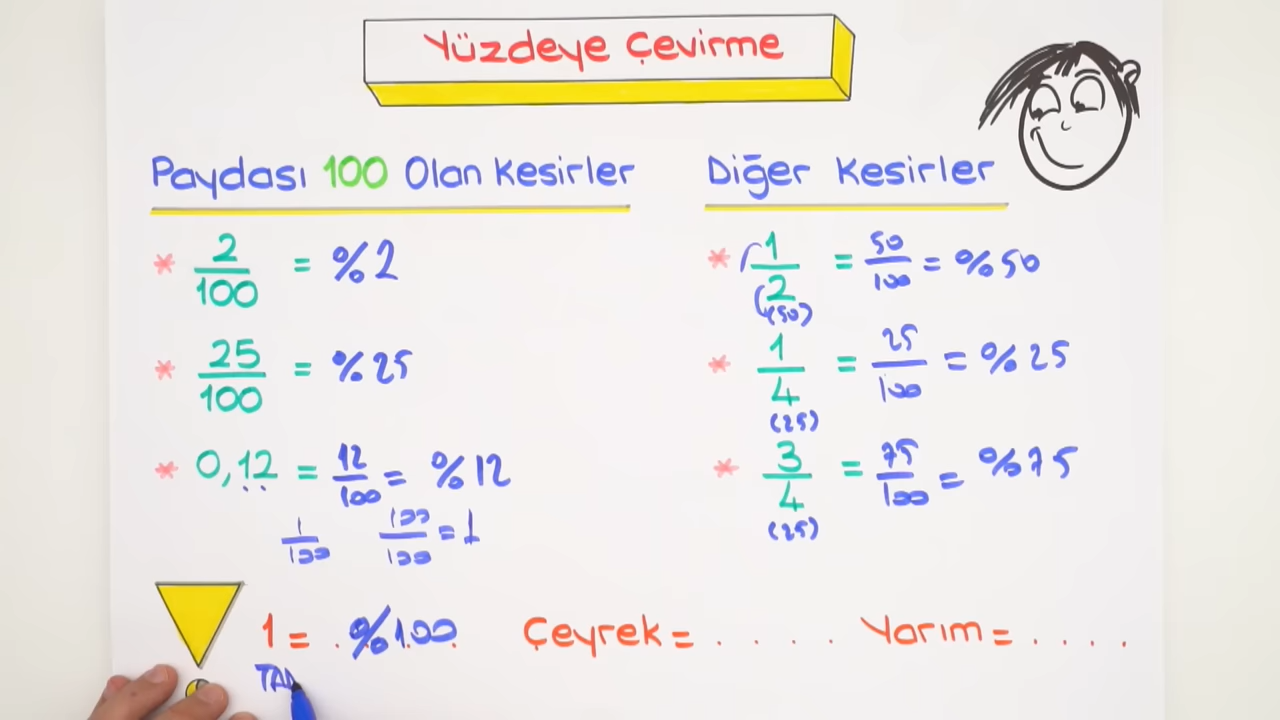 Yüzdeye Çevirme
Paydası 100 Olan Kesirler
* 2/100 = %2
* 25/100 = %25
* 0,12 = 12/100 = %12
1/100 100/100 = 1
1 = . %100 .
Diğer Kesirler
* 1/2 (50) = 50/100 = %50
* 1/4 (25) = 25/100 = %25
* 3/4 (25) = 75/100 = %75
Çeyrek = . . . .
Yarım = . . . .